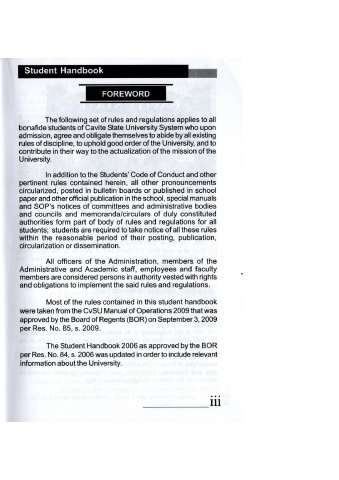 Student Handbook
FOREWORD
The following set of rules and regulations applies to all
bonafide students of Cavite State University System who upon
admission, agree and obligate themselves to abide by all existing
rules of discipline, to uphold good order of the University, and to
contribute in their way to the actualization of the mission of the
University.
In addition to the Students' Code of Conduct and other
pertinent rules contained herein, all other pronouncements
circularized, posted in bulletin boards or published in school
paper and other official publication in the school, special manuals
and SOP's notices of committees and administrative bodies
and councils and memoranda/circulars of duly constituted
authorities form part of body of rules and regulations for all
students; students are required to take notice of all these rules
within the reasonable period of their posting, publication,
circularization or dissemination.
All officers of the Administration, members of the
Administrative and Academic staff, employees and faculty
members are considered persons in authority vested with rights
and obligations to implement the said rules and regulations.
Most of the rules contained in this student handbook
were taken from the CvSU Manual of Operations 2009 that was
approved by the Board of Regents (BOR) on September 3, 2009
per Res. No. 85, s. 2009.
The Student Handbook 2006 as approved by the BOR
per Res. No. 84, s. 2006 was updated in order to include relevant
information about the University.
iii